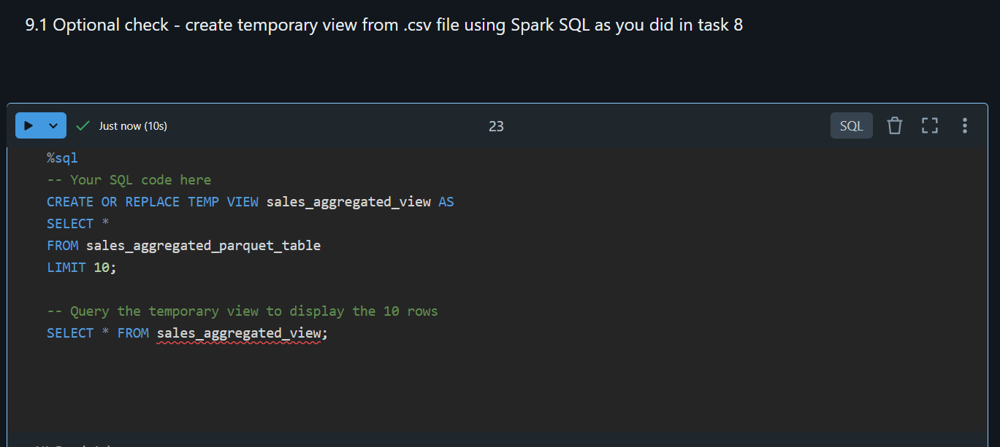 9.1 Optional check - create temporary view from .csv file using Spark SQL as you did in task 8
Just now (10s)
23
SQL
%sql
-- Your SQL code here
CREATE OR REPLACE TEMP VIEW sales_aggregated_view AS
SELECT *
FROM sales_aggregated_parquet_table
LIMIT 10;
-- Query the temporary view to display the 10 rows
SELECT * FROM sales_aggregated_view;